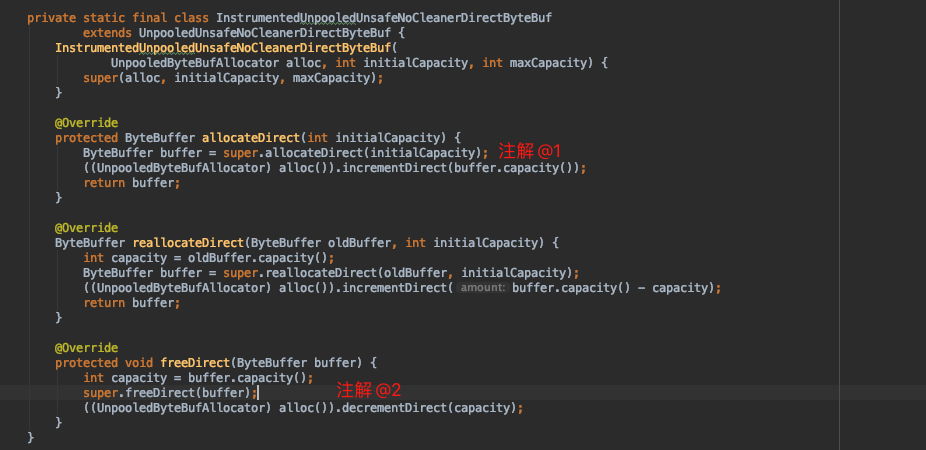 private static final class InstrumentedUnpooledUnsafeNoCleanerDirectByteBuf
extends UnpooledUnsafeNoCleanerDirectByteBuf {
InstrumentedUnpooledUnsafeNoCleanerDirectByteBuf(
UnpooledByteBufAllocator alloc, int initialCapacity, int maxCapacity) {
super(alloc, initialCapacity, maxCapacity);
}
@Override
protected ByteBuffer allocateDirect(int initialCapacity) {
ByteBuffer buffer = super.allocateDirect(initialCapacity); 注解@1
((UnpooledByteBufAllocator) alloc()).incrementDirect(buffer.capacity());
return buffer;
}
@Override
ByteBuffer reallocateDirect(ByteBuffer oldBuffer, int initialCapacity) {
int capacity = oldBuffer.capacity();
ByteBuffer buffer = super.reallocateDirect(oldBuffer, initialCapacity);
((UnpooledByteBufAllocator) alloc()).incrementDirect( amount: buffer.capacity() - capacity);
return buffer;
}
@Override
protected void freeDirect(ByteBuffer buffer) {
int capacity = buffer.capacity();
super.freeDirect(buffer); 注解@2
((UnpooledByteBufAllocator) alloc()).decrementDirect(capacity);
}
}